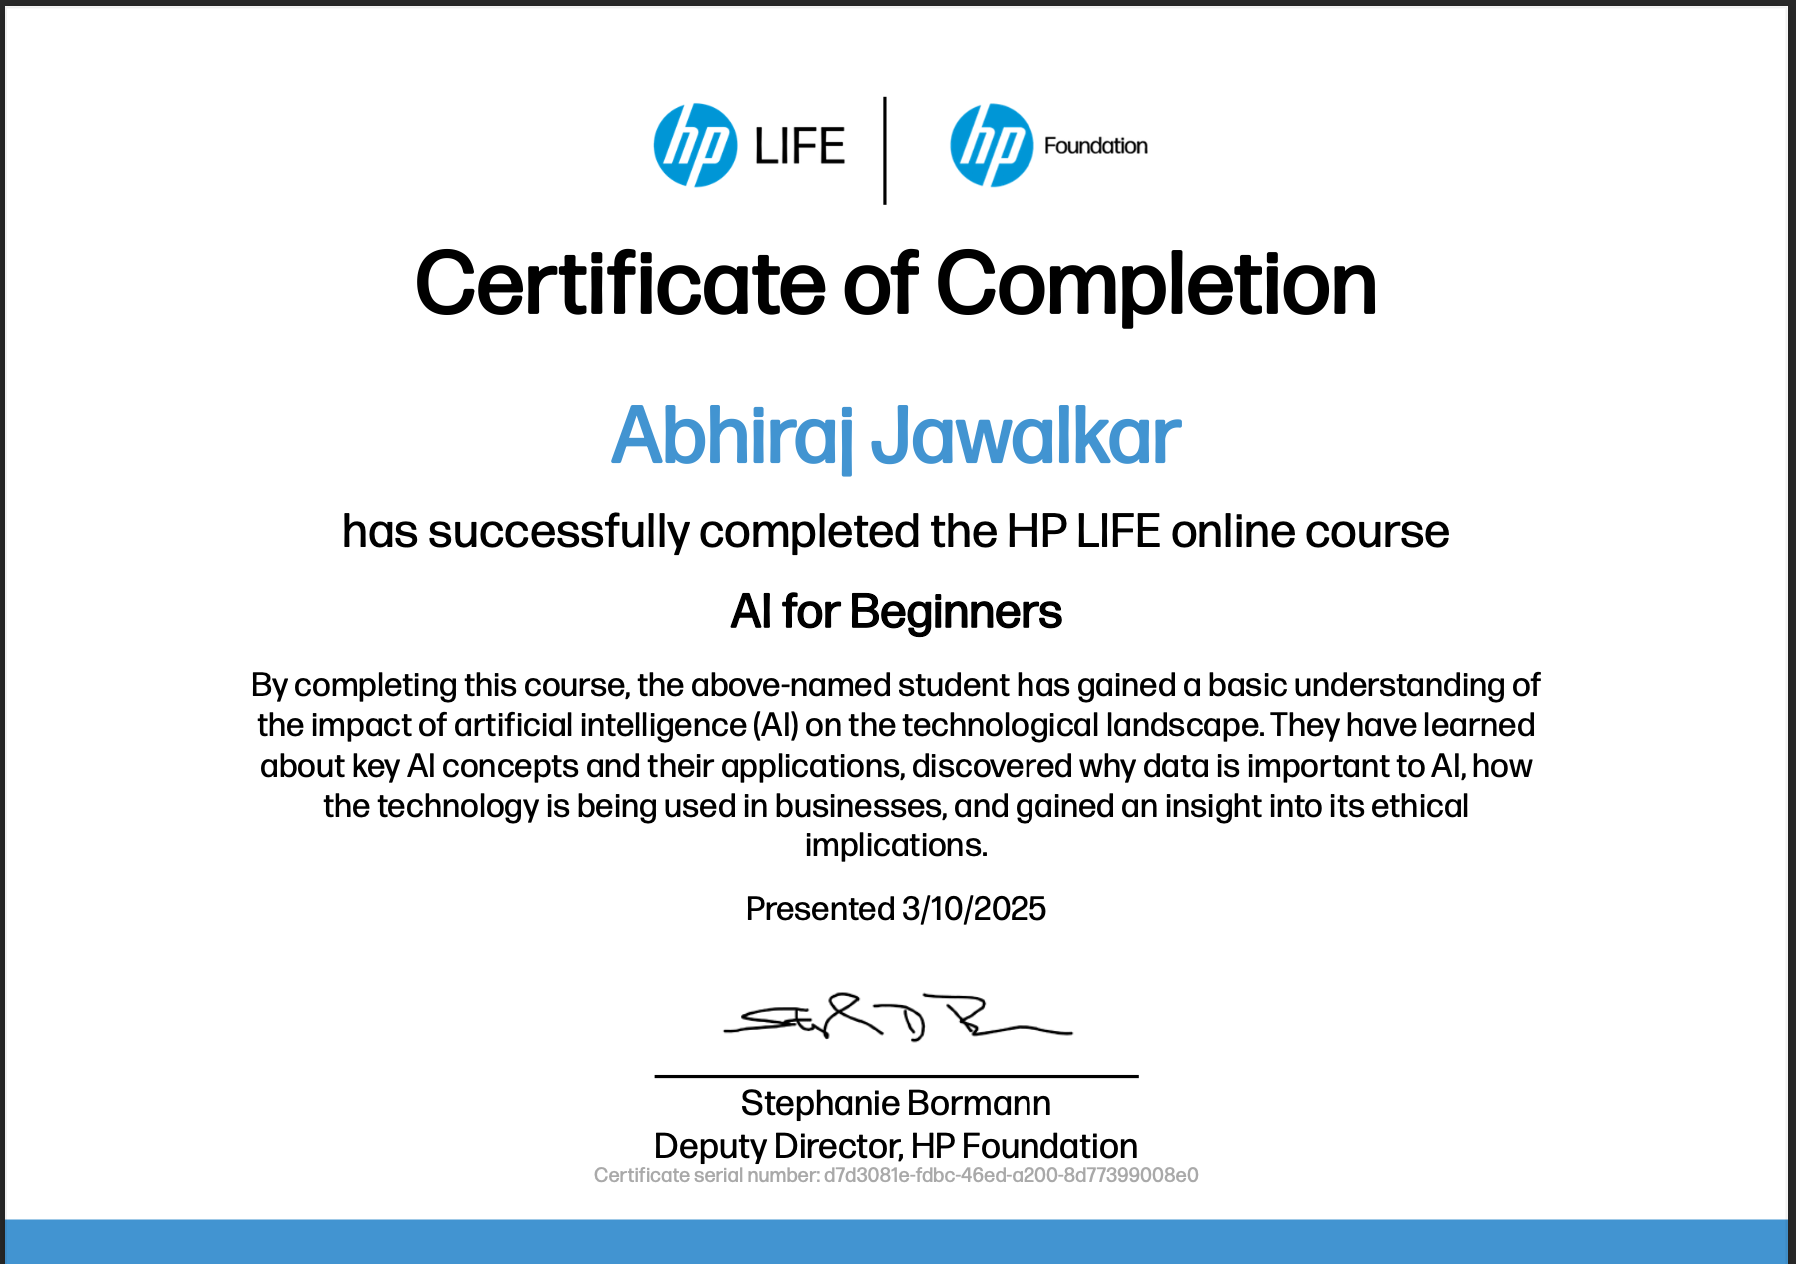 hp LIFE
hp Foundation
Certificate of Completion
Abhiraj Jawalkar
has successfully completed the HP LIFE online course
AI for Beginners
By completing this course, the above-named student has gained a basic understanding of
the impact of artificial intelligence (AI) on the technological landscape. They have learned
about key AI concepts and their applications, discovered why data is important to AI, how
the technology is being used in businesses, and gained an insight into its ethical
implications.
Presented 3/10/2025
Stephanie Bormann
Deputy Director, HP Foundation
Certificate serial number: d7d3081e-fdbc-46ed-a200-8d77399008e0